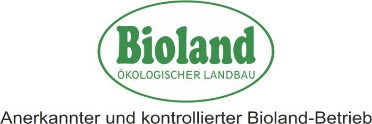 Bioland
ÖKOLOGISCHER LANDBAU
Anerkannter und kontrollierter Bioland-Betrieb